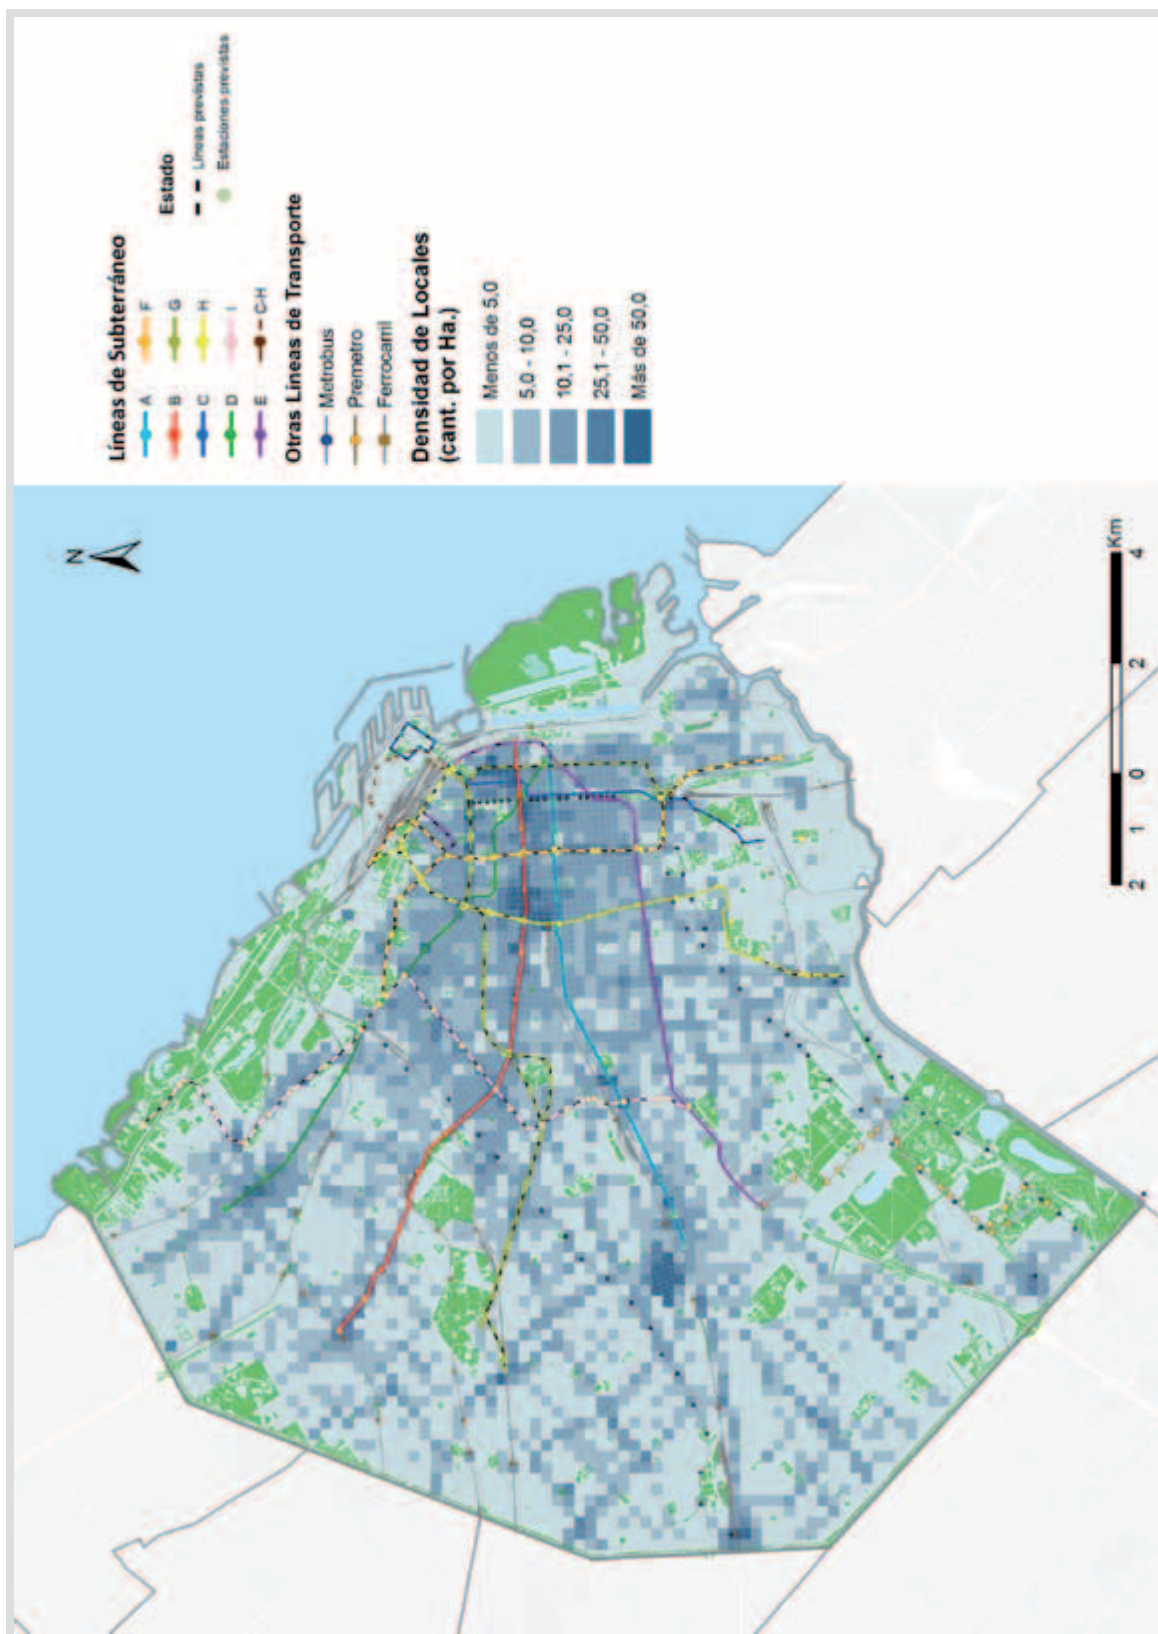 Líneas de Subterráneo
A
F
B
G
C
H
D
I
E
C-H
Estado
Líneas previstas
Estaciones previstas
Otras Lineas de Transporte
Metrobus
Premetro
Ferrocarril
Densidad de Locales
(cant. por Ha.)
Menos de 5,0
5,0 - 10,0
10,1 - 25,0
25,1 - 50,0
Más de 50,0
N
2 1 0 2 4
Km